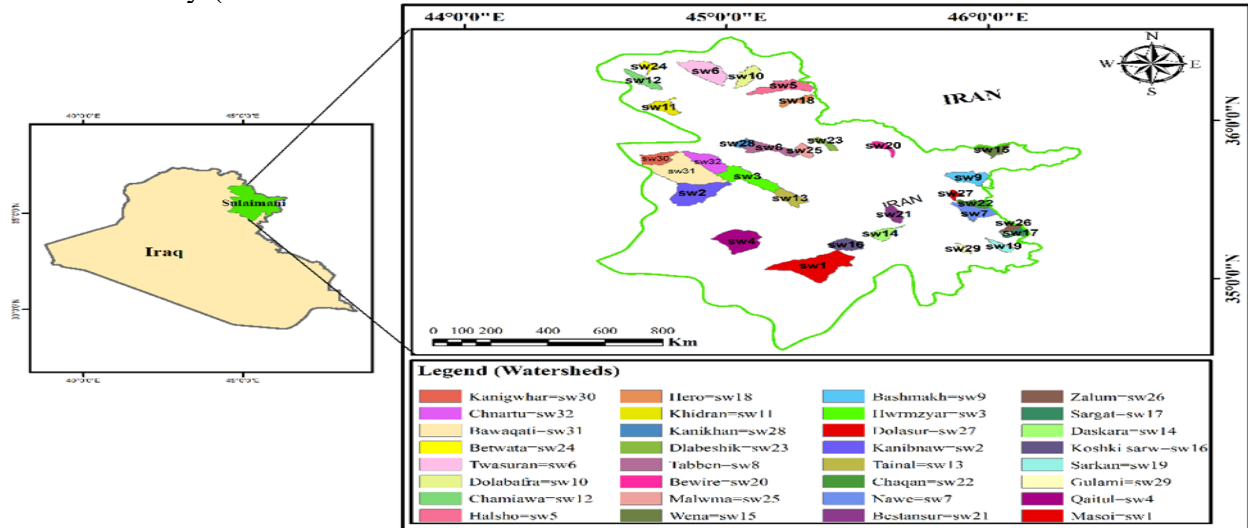 44°0'0"E 45°0'0"E 46°0'0"E
N
W E
S
IRAN
sw24
sw6
sw10
sw12
sw5
sw18
sw11
36°0'0"N
sw28
sw8
sw25
sw23
sw20
sw15
sw30
sw32
sw31
sw3
sw2
sw13
sw9
sw27
sw22
sw7
IRAN
sw21
sw14
sw26
sw17
sw4
sw16
sw29
sw19
sw1
35°0'0"N
0 100 200 400 600 800
Km
Sulaimani
Iraq
Legend (Watersheds)
Kanigwhar=sw30 Hero=sw18 Bashmakh=sw9 Zalum=sw26
Chnartu=sw32 Khidran=sw11 Hwrmzyar=sw3 Sargat=sw17
Bawaqati=sw31 Kanikhan=sw28 Dolasur=sw27 Daskara=sw14
Betwata=sw24 Dlabeshik=sw23 Kanibnaw=sw2 Koshki sarw=sw16
Twasuran=sw6 Tabben=sw8 Tainal=sw13 Sarkan=sw19
Dolabafra=sw10 Bewire=sw20 Chaqan=sw22 Gulami=sw29
Chamiawa=sw12 Malwma=sw25 Nawe=sw7 Qaitul=sw4
Halsho=sw5 Wena=sw15 Bestansur=sw21 Masoi=sw1